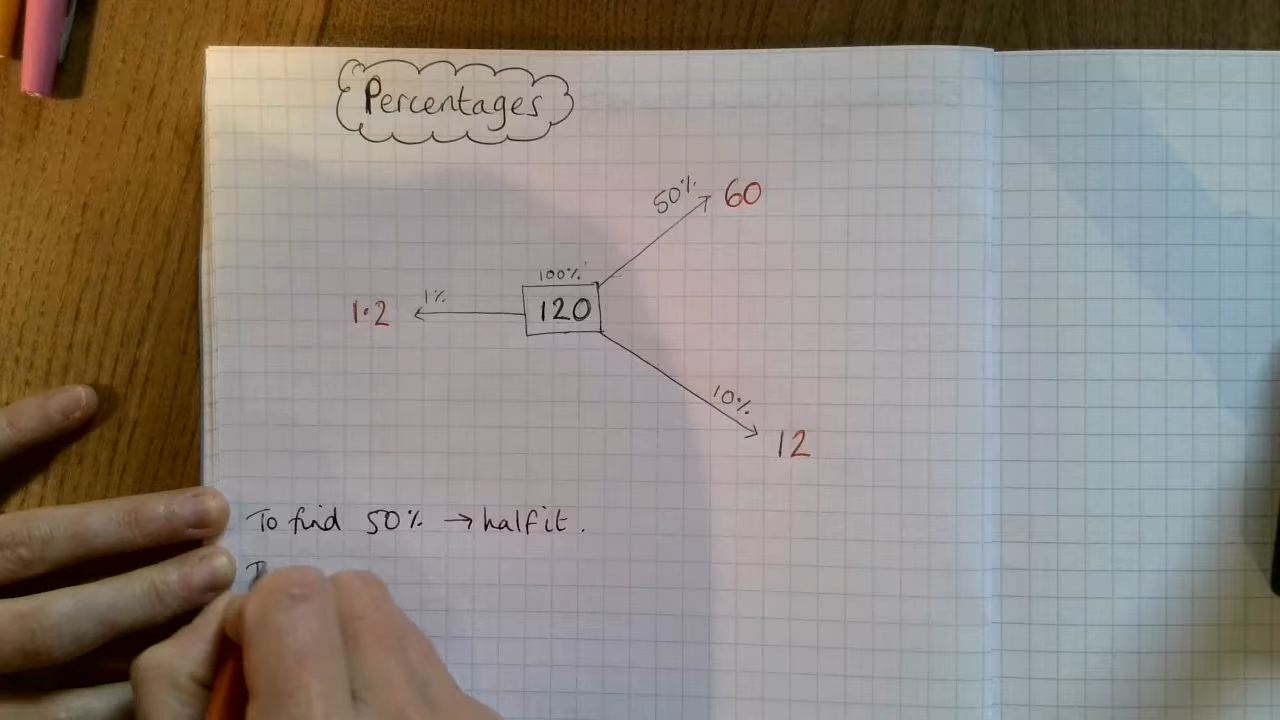 Percentages
50% 60
100%
1.2 1% 120
10%
12
To find 50% → half it.
T